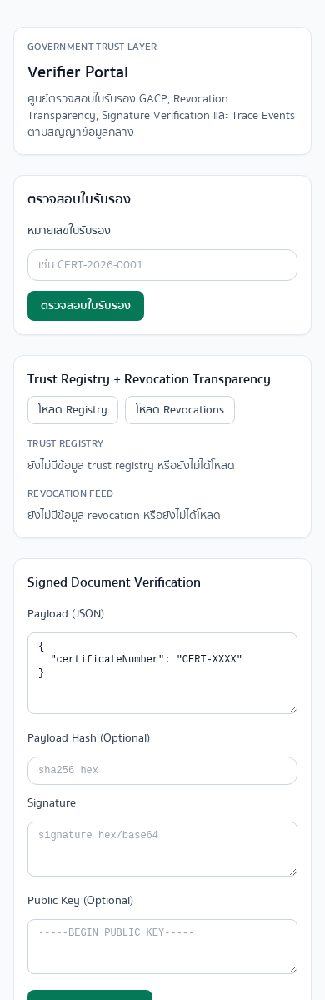 GOVERNMENT TRUST LAYER
Verifier Portal
ศูนย์ตรวจสอบใบรับรอง GACP, Revocation
Transparency, Signature Verification และ Trace Events
ตามสัญญาข้อมูลกลาง
ตรวจสอบใบรับรอง
หมายเลขใบรับรอง
เช่น CERT-2026-0001
ตรวจสอบใบรับรอง
Trust Registry + Revocation Transparency
โหลด Registry
โหลด Revocations
TRUST REGISTRY
ยังไม่มีข้อมูล trust registry หรือยังไม่ได้โหลด
REVOCATION FEED
ยังไม่มีข้อมูล revocation หรือยังไม่ได้โหลด
Signed Document Verification
Payload (JSON)
{
  "certificateNumber": "CERT-XXXX"
}
Payload Hash (Optional)
sha256 hex
Signature
signature hex/base64
Public Key (Optional)
-----BEGIN PUBLIC KEY-----